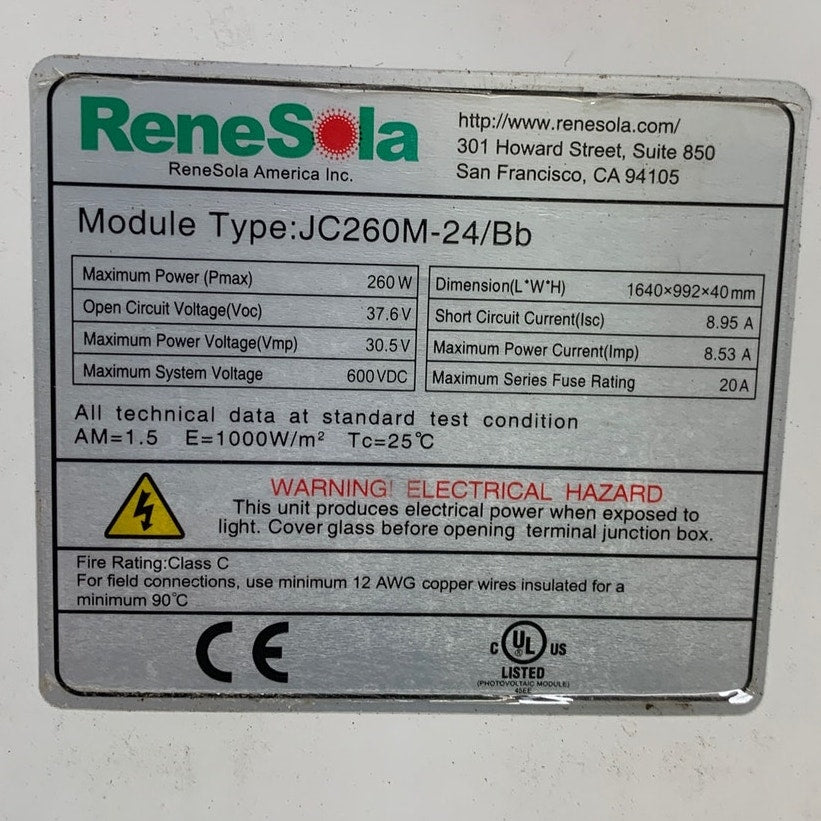 ReneSola
ReneSola America Inc.
http://www.renesola.com/
301 Howard Street, Suite 850
San Francisco, CA 94105
Module Type:JC260M-24/Bb
Maximum Power (Pmax) 260W
Open Circuit Voltage(Voc) 37.6V
Maximum Power Voltage(Vmp) 30.5V
Maximum System Voltage 600VDC
Dimension(L*W*H) 1640×992×40mm
Short Circuit Current(Isc) 8.95 A
Maximum Power Current(Imp) 8.53 A
Maximum Series Fuse Rating 20A
All technical data at standard test condition
AM=1.5 E=1000W/m² Tc=25℃
WARNING! ELECTRICAL HAZARD
This unit produces electrical power when exposed to
light. Cover glass before opening terminal junction box.
Fire Rating:Class C
For field connections, use minimum 12 AWG copper wires insulated for a
minimum 90℃
CE
C UL® US
LISTED
(PHOTOVOLTAIC MODULE)
45EE